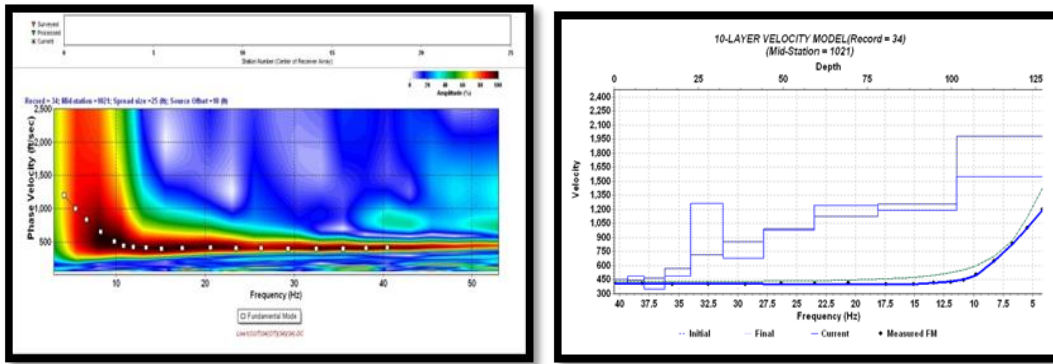 Surveyed
Processed
Current
0 5 10 15 20 25
Station Number (Center of Receiver Array)
0 20 40 60 80 100
Amplitude (%)
Record = 34; Mid-station =1021; Spread size =25 (ft); Source Offset =10 (ft)
Phase Velocity (ft/sec)
2,500
2,000
1,500
1,000
500
10 20 30 40 50
Frequency (Hz)
Fundamental Mode
10-LAYER VELOCITY MODEL(Record = 34)
(Mid-Station = 1021)
Depth
0 25 50 75 100 125
Velocity
2,400
2,250
2,100
1,950
1,800
1,650
1,500
1,350
1,200
1,050
900
750
600
450
300
40 37.5 35 32.5 30 27.5 25 22.5 20 17.5 15 12.5 10 7.5 5
Frequency (Hz)
Initial Final Current Measured FM